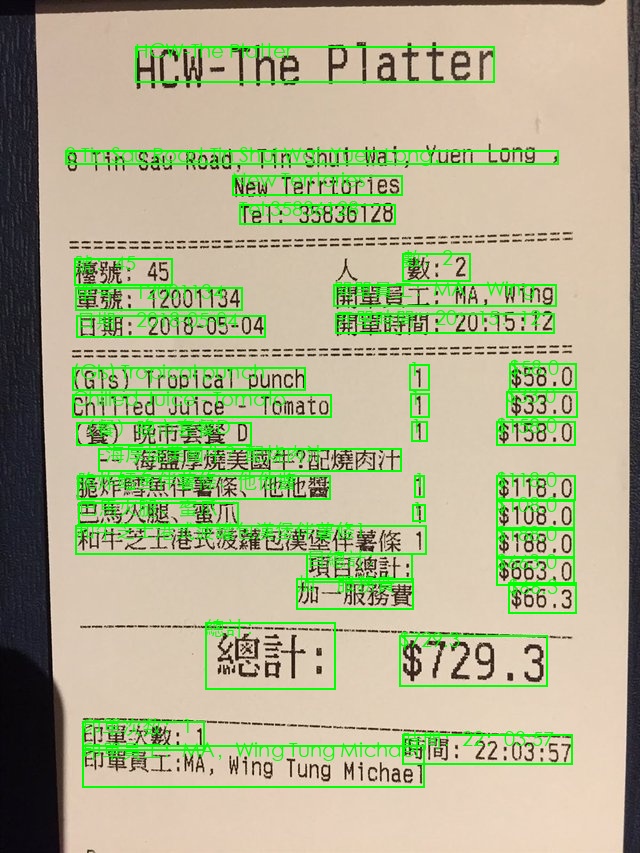 HCW-The Platter
8 Tin Sau Road, Tin Shui Wai, Yuen Long ,
New Territories
Tel: 35836128
檯號: 45 人 數: 2
單號: 12001134 開單員工: MA, Wing
日期: 2018-05-04 開單時間: 20:15:12
(Gls) Tropical punch 1 $58.0
Chilled Juice - Tomato 1 $33.0
(餐) 晚市套餐 D 1 $158.0
-- 海鹽厚燒美國牛?配燒肉汁
脆炸鱈魚伴薯條、他他醬 1 $118.0
巴馬火腿、蜜瓜 1 $108.0
和牛芝士港式菠蘿包漢堡伴薯條 1 $188.0
項目總計: $663.0
加一服務費 $66.3
總計: $729.3
印單次數: 1 時間: 22:03:57
印單員工:MA, Wing Tung Michael